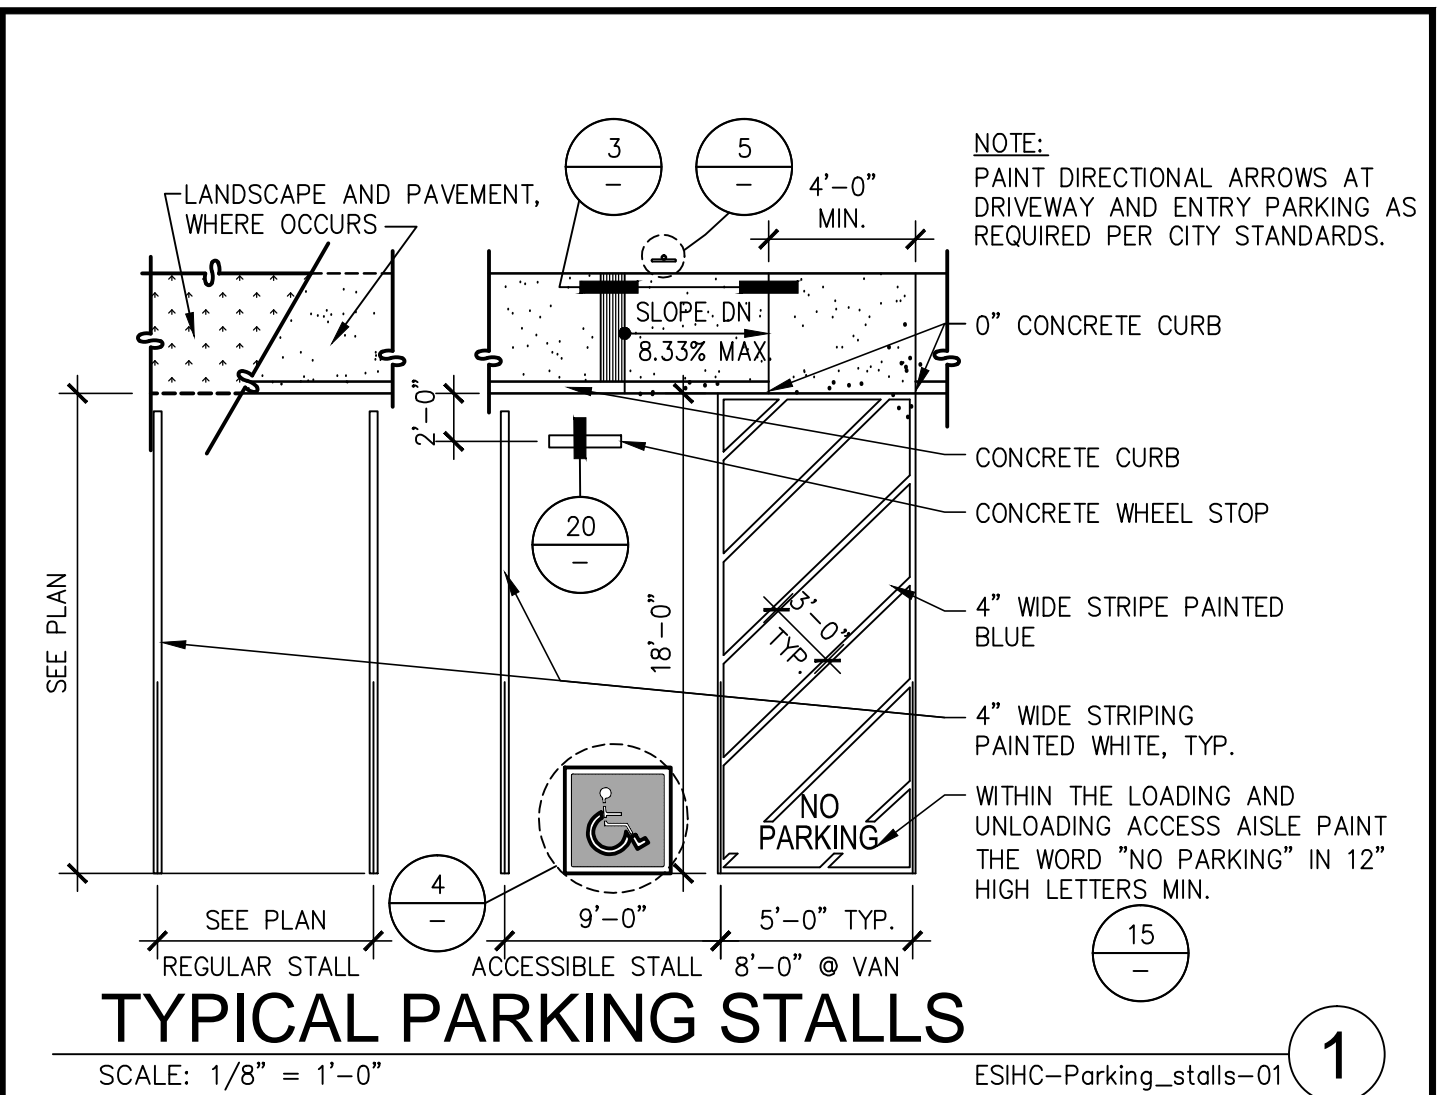 3
–
5
–
4'-0"
MIN.
NOTE:
PAINT DIRECTIONAL ARROWS AT
DRIVEWAY AND ENTRY PARKING AS
REQUIRED PER CITY STANDARDS.
LANDSCAPE AND PAVEMENT,
WHERE OCCURS
SLOPE DN
8.33% MAX.
0" CONCRETE CURB
2'-0"
CONCRETE CURB
CONCRETE WHEEL STOP
20
–
SEE PLAN
18'-0"
3'-0"
TYP.
4" WIDE STRIPE PAINTED
BLUE
4" WIDE STRIPING
PAINTED WHITE, TYP.
NO
PARKING
WITHIN THE LOADING AND
UNLOADING ACCESS AISLE PAINT
THE WORD "NO PARKING" IN 12"
HIGH LETTERS MIN.
4
–
15
–
SEE PLAN
REGULAR STALL
9'-0"
ACCESSIBLE STALL
5'-0" TYP.
8'-0" @ VAN
TYPICAL PARKING STALLS
SCALE: 1/8" = 1'-0"
ESIHC-Parking_stalls-01
1